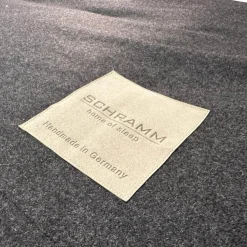 SCHRAMM
home of sleep
Handmade in Germany